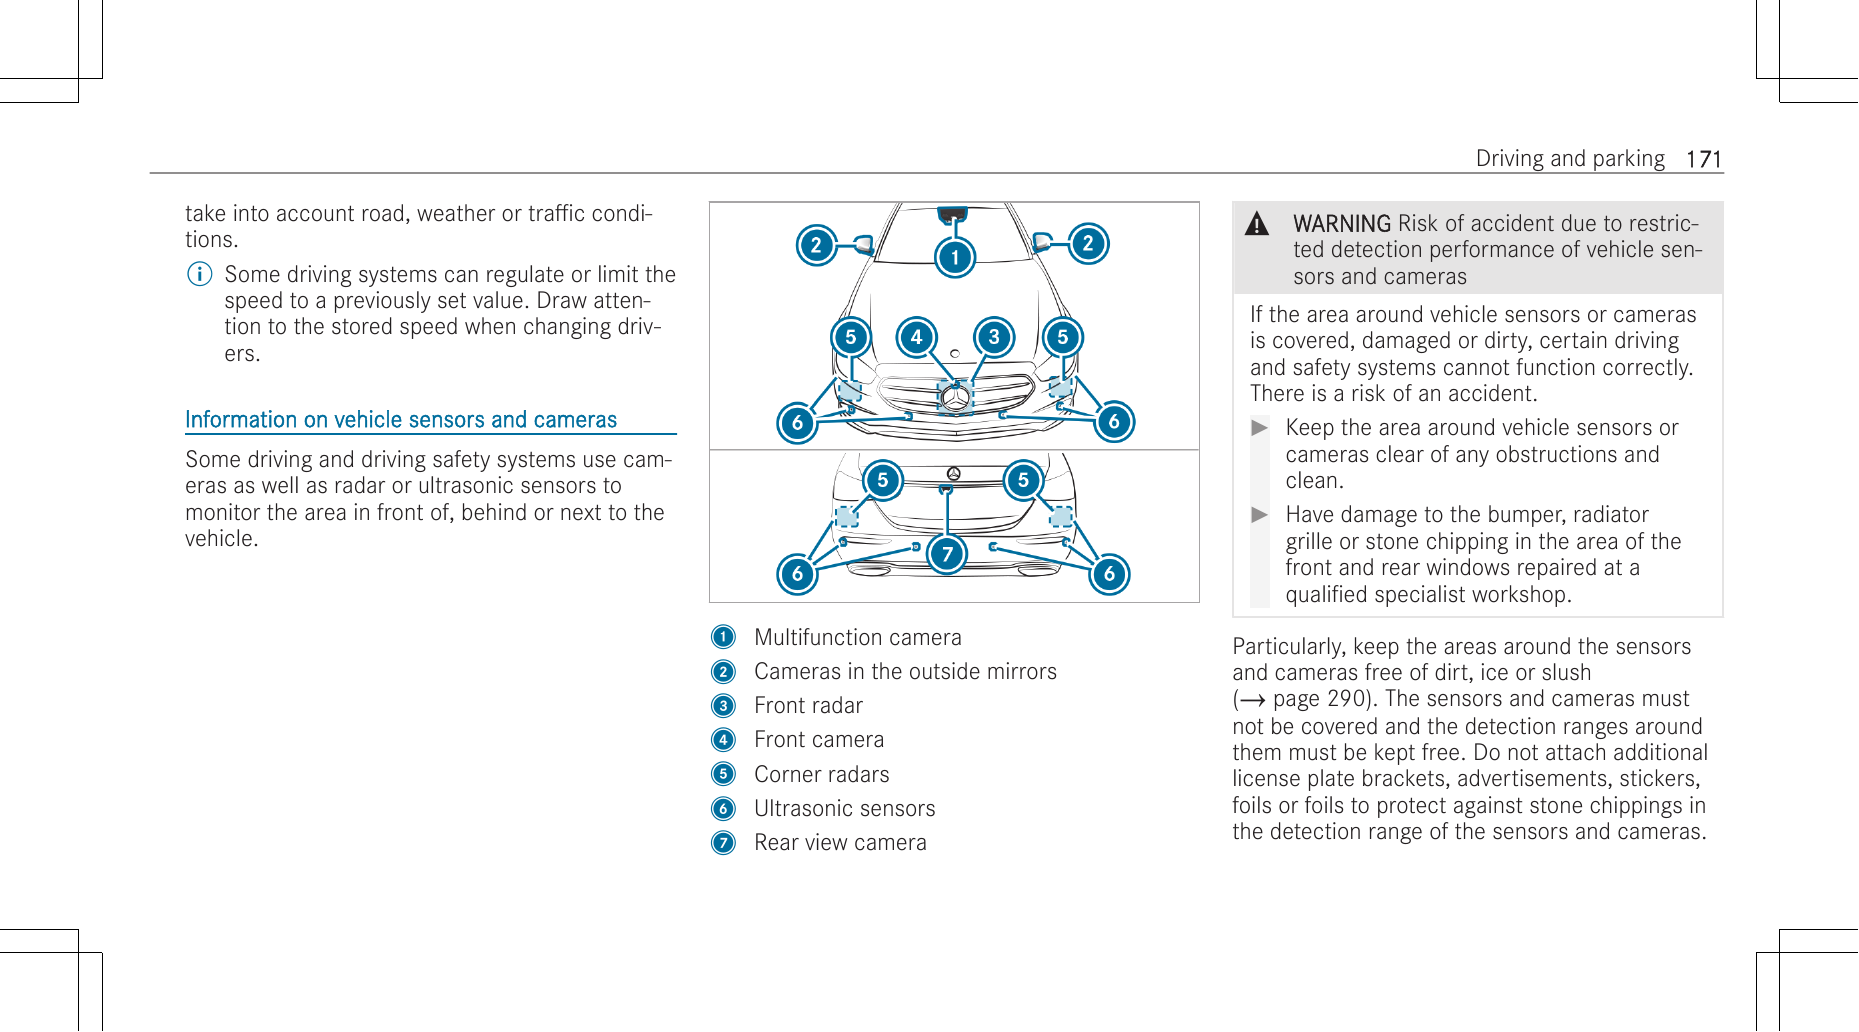 Driving and parking 171
take into account road, weather or traffic condi-
tions.
Some driving systems can regulate or limit the
speed to a previously set value. Draw atten-
tion to the stored speed when changing driv-
ers.
Information on vehicle sensors and cameras
Some driving and driving safety systems use cam-
eras as well as radar or ultrasonic sensors to
monitor the area in front of, behind or next to the
vehicle.
2
1
2
5
4
3
5
6
6
5
5
6
7
6
1 Multifunction camera
2 Cameras in the outside mirrors
3 Front radar
4 Front camera
5 Corner radars
6 Ultrasonic sensors
7 Rear view camera
WARNING Risk of accident due to restric-
ted detection performance of vehicle sen-
sors and cameras
If the area around vehicle sensors or cameras
is covered, damaged or dirty, certain driving
and safety systems cannot function correctly.
There is a risk of an accident.
▶ Keep the area around vehicle sensors or
cameras clear of any obstructions and
clean.
▶ Have damage to the bumper, radiator
grille or stone chipping in the area of the
front and rear windows repaired at a
qualified specialist workshop.
Particularly, keep the areas around the sensors
and cameras free of dirt, ice or slush
(→ page 290). The sensors and cameras must
not be covered and the detection ranges around
them must be kept free. Do not attach additional
license plate brackets, advertisements, stickers,
foils or foils to protect against stone chippings in
the detection range of the sensors and cameras.